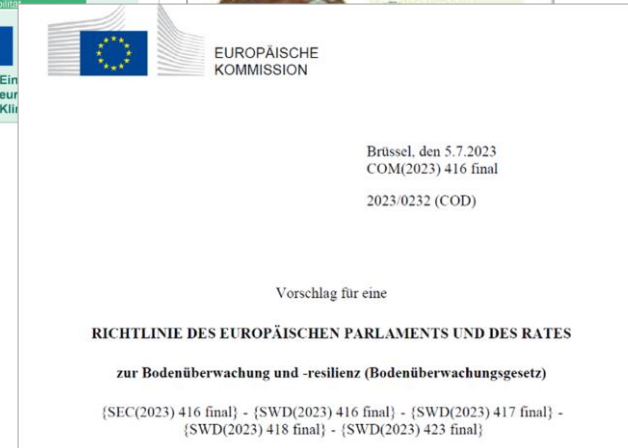 EUROPÄISCHE
KOMMISSION
Ein
eur
Brüssel, den 5.7.2023
COM(2023) 416 final
2023/0232 (COD)
Vorschlag für eine
RICHTLINIE DES EUROPÄISCHEN PARLAMENTS UND DES RATES
zur Bodenüberwachung und -resilienz (Bodenüberwachungsgesetz)
{SEC(2023) 416 final} - {SWD(2023) 416 final} - {SWD(2023) 417 final} -
{SWD(2023) 418 final} - {SWD(2023) 423 final}